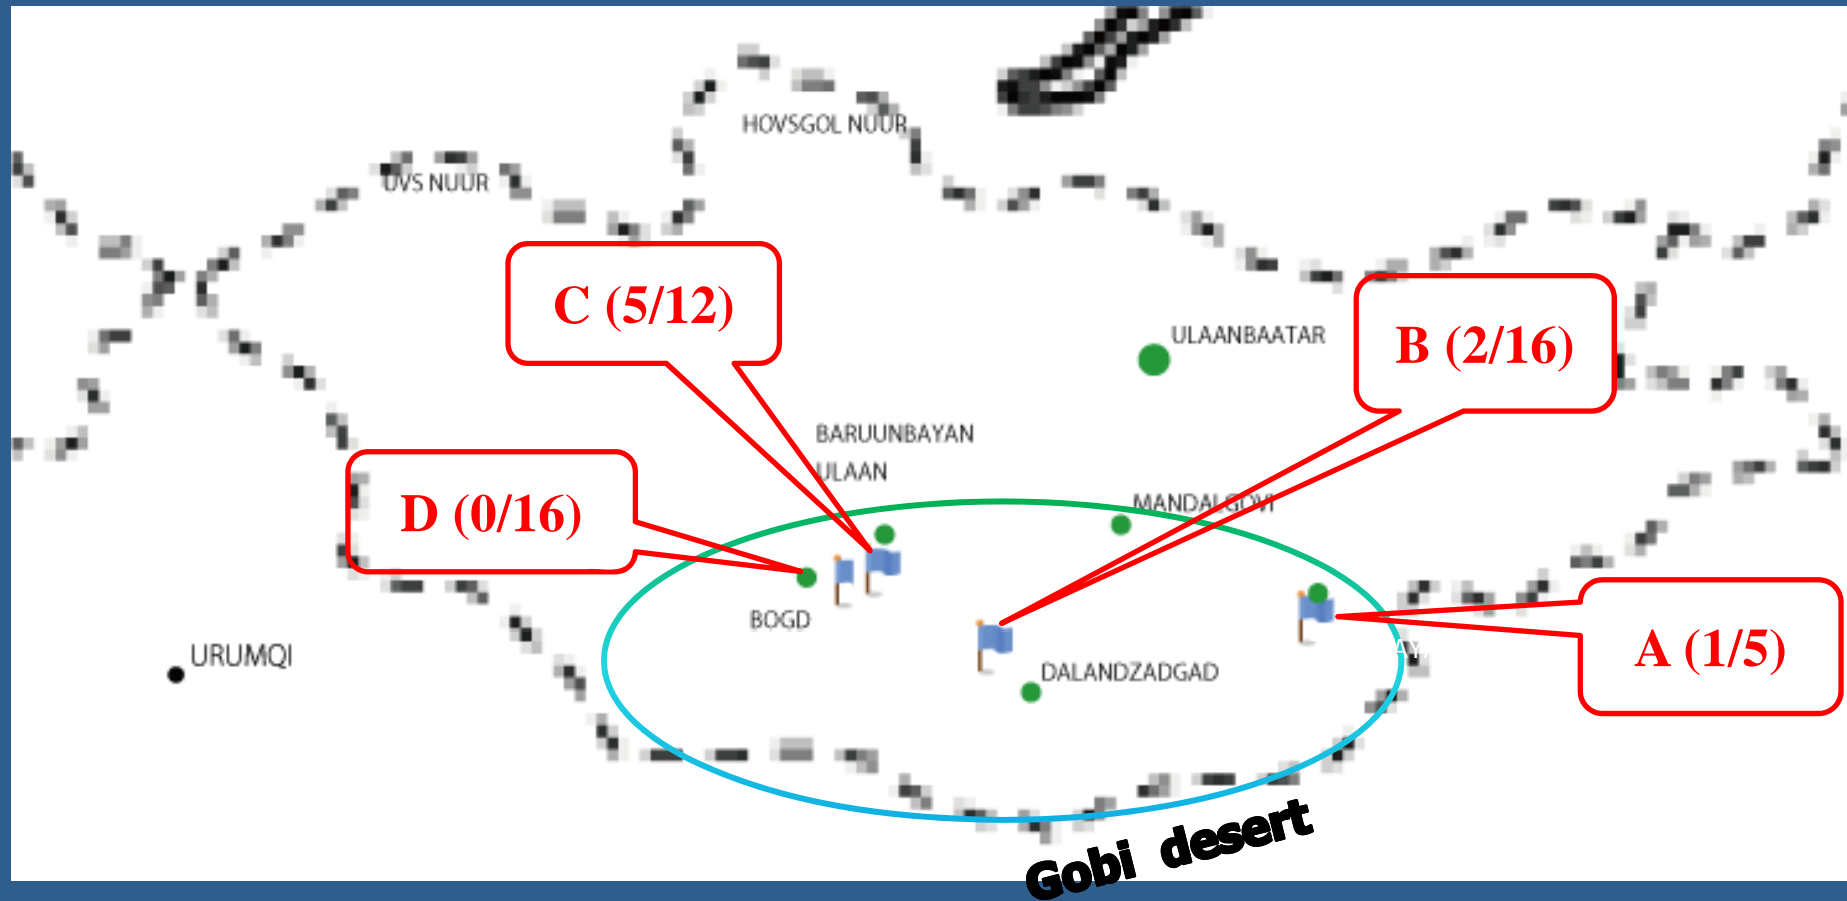 HOVSGOL NUUR
UVS NUUR
C (5/12)
ULAANBAATAR
B (2/16)
BARUUNBAYAN
ULAAN
D (0/16)
MANDALGOVI
BOGD
URUMQI
DALANDZADGAD
A (1/5)
Gobi desert